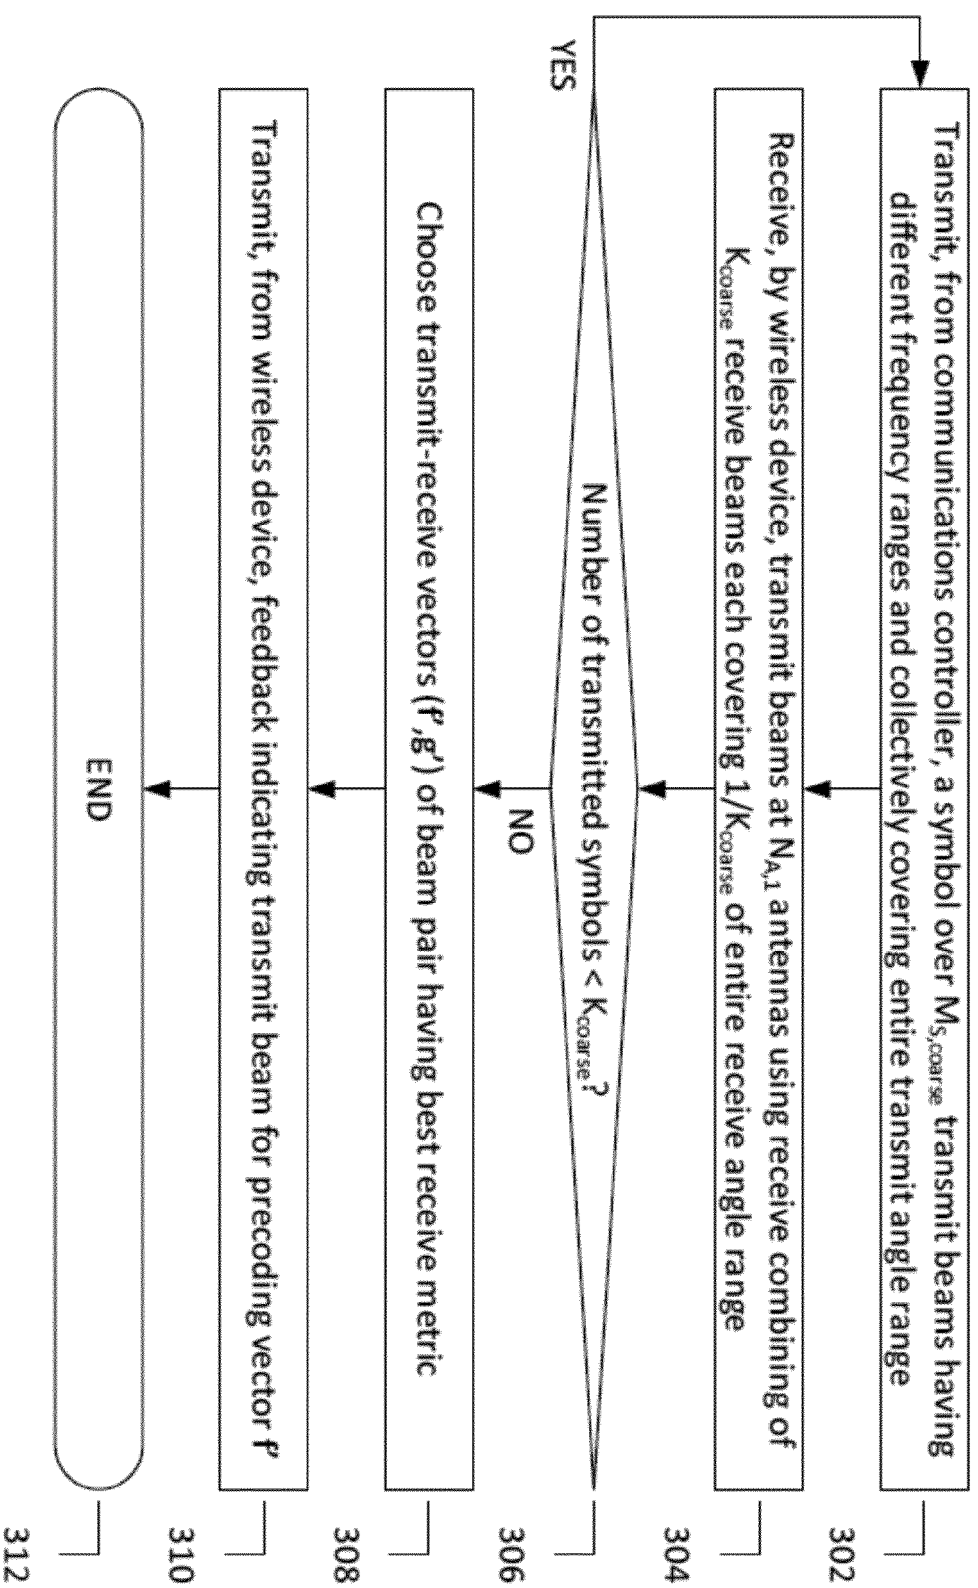 Transmit, from communications controller, a symbol over M_S,coarse transmit beams having
different frequency ranges and collectively covering entire transmit angle range
302
Receive, by wireless device, transmit beams at N_A,1 antennas using receive combining of
K_coarse receive beams each covering 1/K_coarse of entire receive angle range
304
YES
Number of transmitted symbols < K_coarse?
306
NO
Choose transmit-receive vectors (f',g') of beam pair having best receive metric
308
Transmit, from wireless device, feedback indicating transmit beam for precoding vector f'
310
END
312